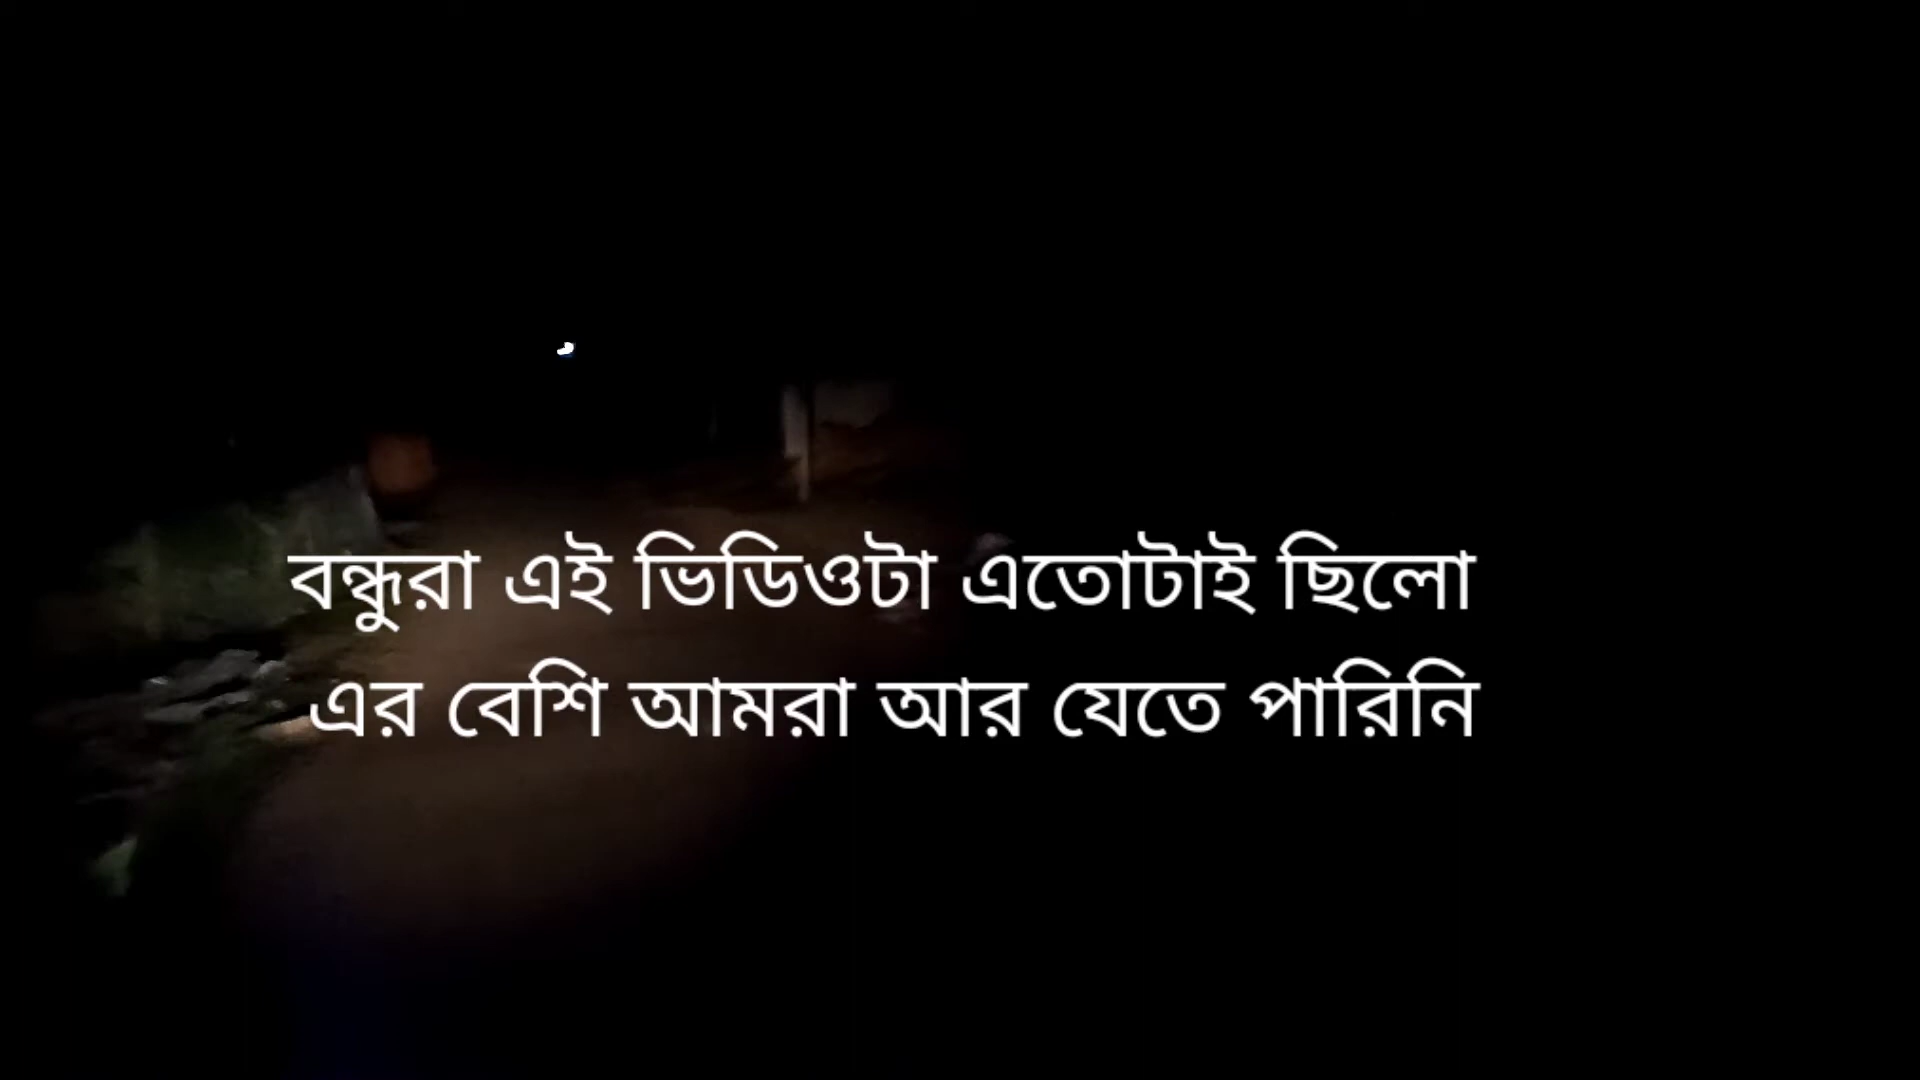 বন্ধুরা এই ভিডিওটা এতোটাই ছিলো
এর বেশি আমরা আর যেতে পারিনি